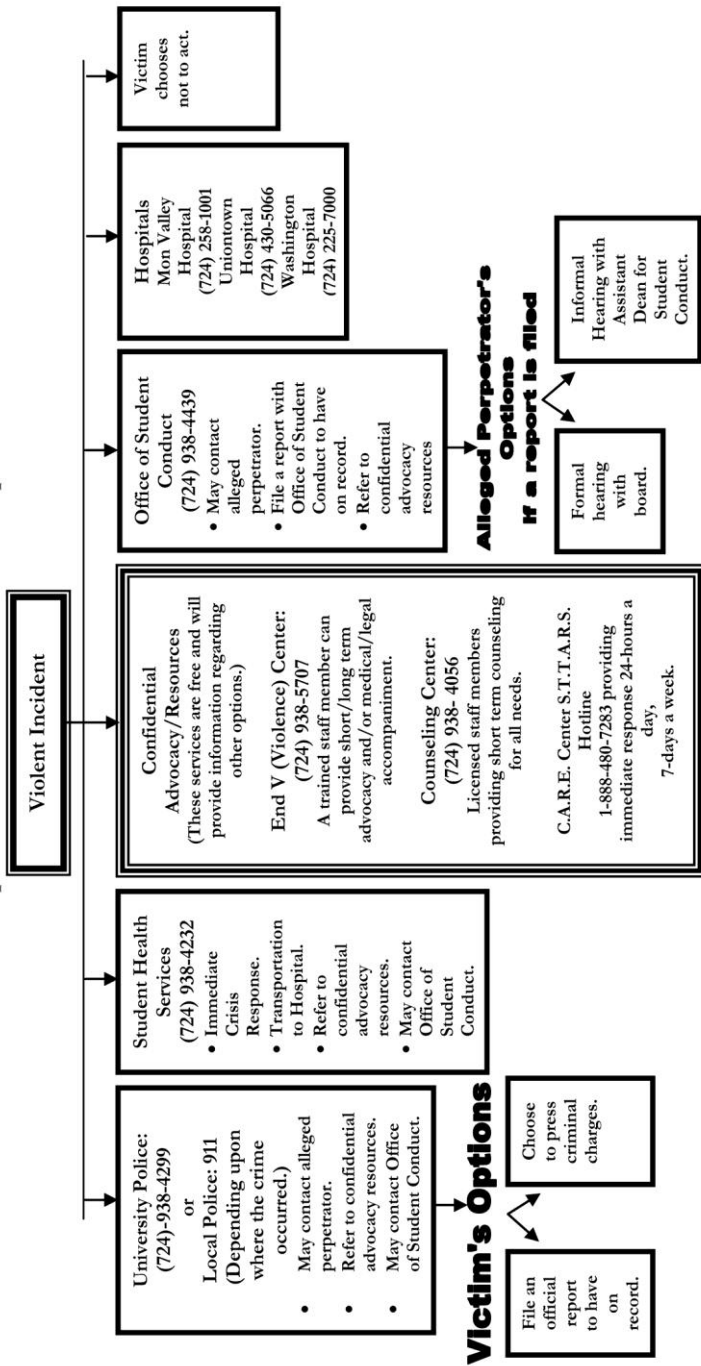 Violent Incident
University Police:
(724)-938-4299
or
Local Police: 911
(Depending upon
where the crime
occurred.)
• May contact alleged
perpetrator.
• Refer to confidential
advocacy resources.
• May contact Office
of Student Conduct.
Victim's Options
File an
official
report
to have
on
record.
Choose
to press
criminal
charges.
Student Health
Services
(724) 938-4232
• Immediate
Crisis
Response.
• Transportation
to Hospital.
• Refer to
confidential
advocacy
resources.
• May contact
Office of
Student
Conduct.
Confidential
Advocacy/Resources
(These services are free and will
provide information regarding
other options.)
End V (Violence) Center:
(724) 938-5707
A trained staff member can
provide short/long term
advocacy and/or medical/legal
accompaniment.
Counseling Center:
(724) 938- 4056
Licensed staff members
providing short term counseling
for all needs.
C.A.R.E. Center S.T.T.A.R.S.
Hotline
1-888-480-7283 providing
immediate response 24-hours a
day,
7-days a week.
Office of Student
Conduct
(724) 938-4439
• May contact
alleged
perpetrator.
• File a report with
Office of Student
Conduct to have
on record.
• Refer to
confidential
advocacy
resources
Alleged Perpetrator's
Options
If a report is filed
Formal
hearing
with
board.
Informal
Hearing with
Assistant
Dean for
Student
Conduct.
Hospitals
Mon Valley
Hospital
(724) 258-1001
Uniontown
Hospital
(724) 430-5066
Washington
Hospital
(724) 225-7000
Victim
chooses
not to act.